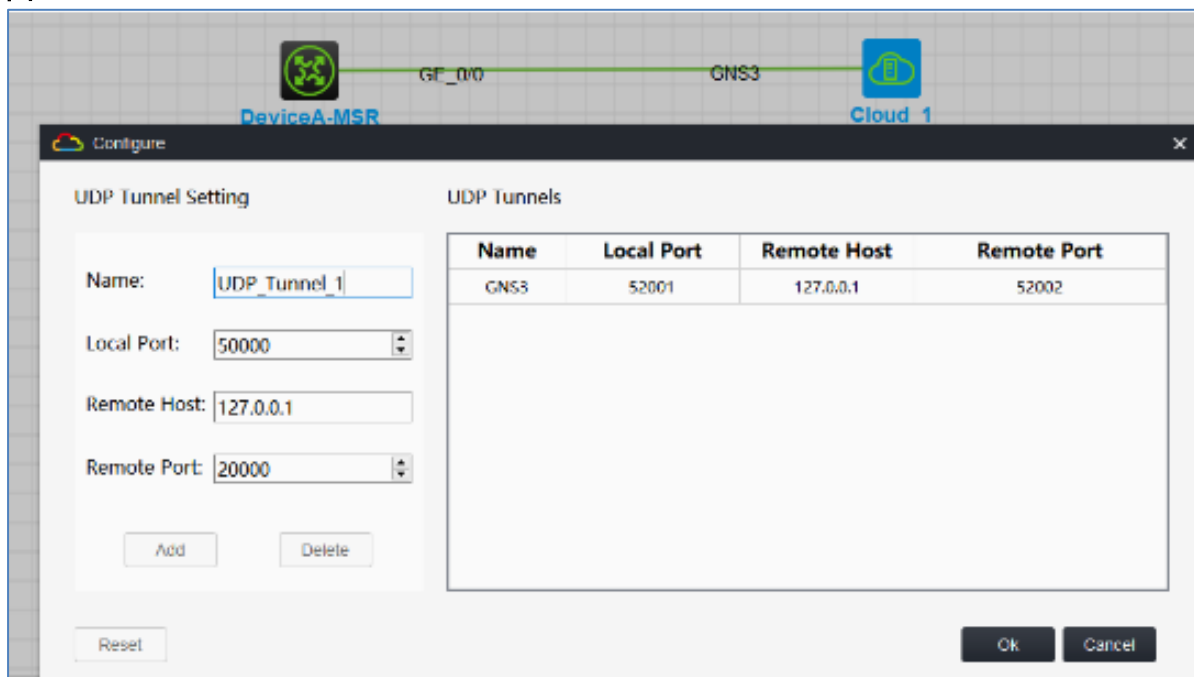 GE_0/0 GNS3
DeviceA-MSR Cloud_1
Configure
UDP Tunnel Setting UDP Tunnels
Name Local Port Remote Host Remote Port
Name: UDP_Tunnel_1
GNS3 52001 127.0.0.1 52002
Local Port: 50000
Remote Host: 127.0.0.1
Remote Port: 20000
Add Delete
Reset Ok Cancel